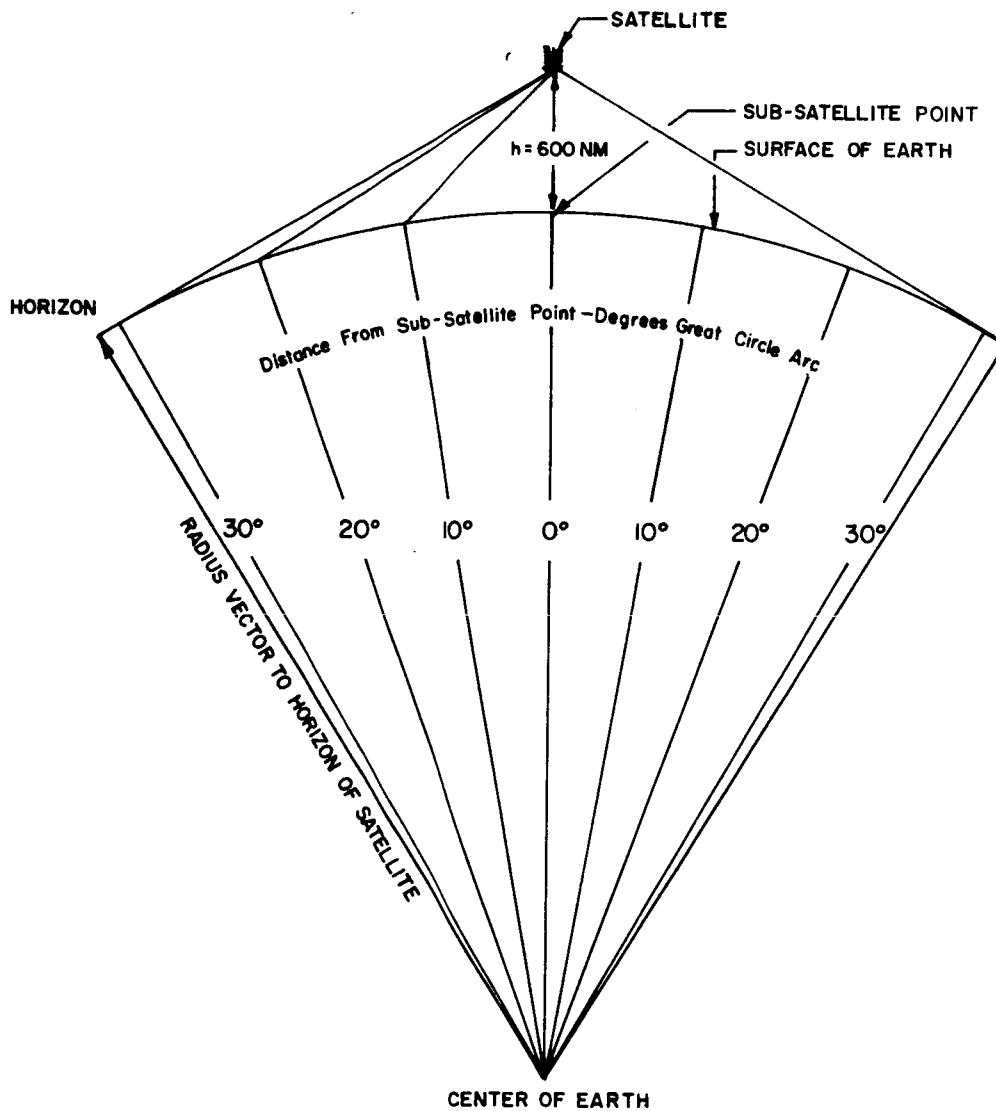 SATELLITE
SUB-SATELLITE POINT
h = 600 NM
SURFACE OF EARTH
HORIZON
Distance From Sub-Satellite Point-Degrees Great Circle Arc
30° 20° 10° 0° 10° 20° 30°
RADIUS VECTOR TO HORIZON OF SATELLITE
CENTER OF EARTH